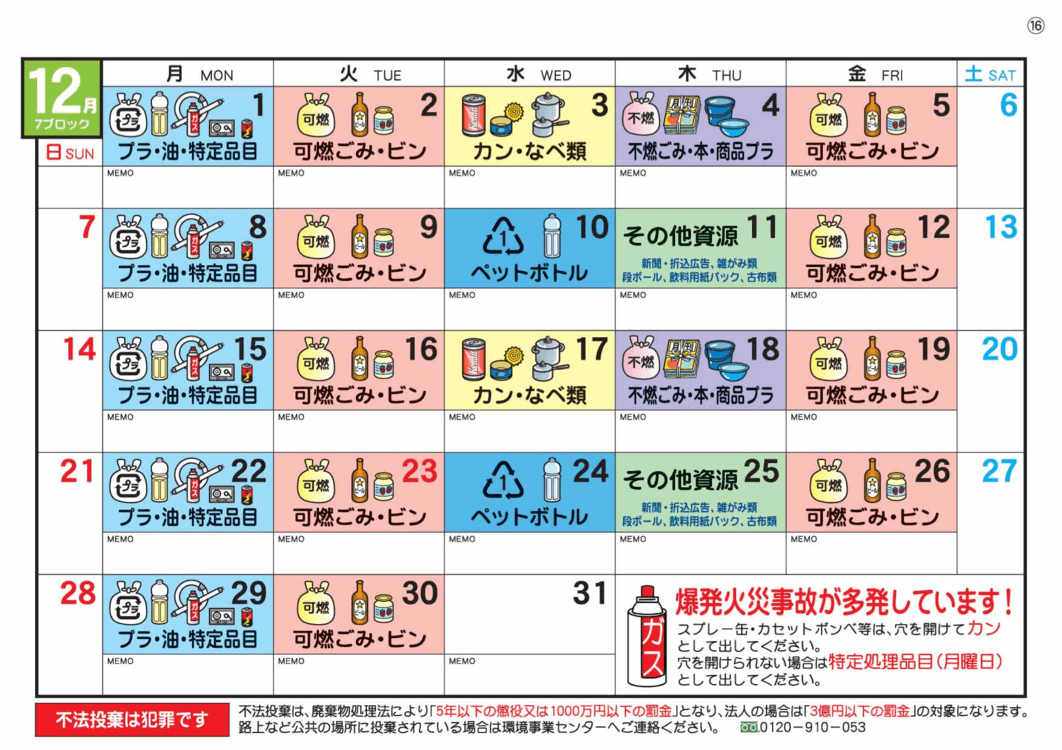 ⑯
12月
7ブロック
日 SUN
月 MON
火 TUE
水 WED
木 THU
金 FRI
土 SAT
プラ ガス 1
プラ・油・特定品目
MEMO
可燃 2
可燃ごみ・ビン
MEMO
3
カン・なべ類
MEMO
不燃 月刊 4
不燃ごみ・本・商品プラ
MEMO
可燃 5
可燃ごみ・ビン
MEMO
6
7
プラ ガス 8
プラ・油・特定品目
MEMO
可燃 9
可燃ごみ・ビン
MEMO
1 10
ペットボトル
MEMO
その他資源 11
新聞・折込広告、雑がみ類
段ボール、飲料用紙パック、古布類
MEMO
可燃 12
可燃ごみ・ビン
MEMO
13
14
プラ ガス 15
プラ・油・特定品目
MEMO
可燃 16
可燃ごみ・ビン
MEMO
17
カン・なべ類
MEMO
不燃 18
不燃ごみ・本・商品プラ
MEMO
可燃 19
可燃ごみ・ビン
MEMO
20
21
プラ ガス 22
プラ・油・特定品目
MEMO
可燃 23
可燃ごみ・ビン
MEMO
1 24
ペットボトル
MEMO
その他資源 25
新聞・折込広告、雑がみ類
段ボール、飲料用紙パック、古布類
MEMO
可燃 26
可燃ごみ・ビン
MEMO
27
28
プラ ガス 29
プラ・油・特定品目
MEMO
可燃 30
可燃ごみ・ビン
MEMO
31
MEMO
ガス
爆発火災事故が多発しています!
スプレー缶・カセットボンベ等は、穴を開けてカン
として出してください。
穴を開けられない場合は特定処理品目(月曜日)
として出してください。
不法投棄は犯罪です
不法投棄は、廃棄物処理法により「5年以下の懲役又は1000万円以下の罰金」となり、法人の場合は「3億円以下の罰金」の対象になります。
路上など公共の場所に投棄されている場合は環境事業センターへご連絡ください。 0120-910-053